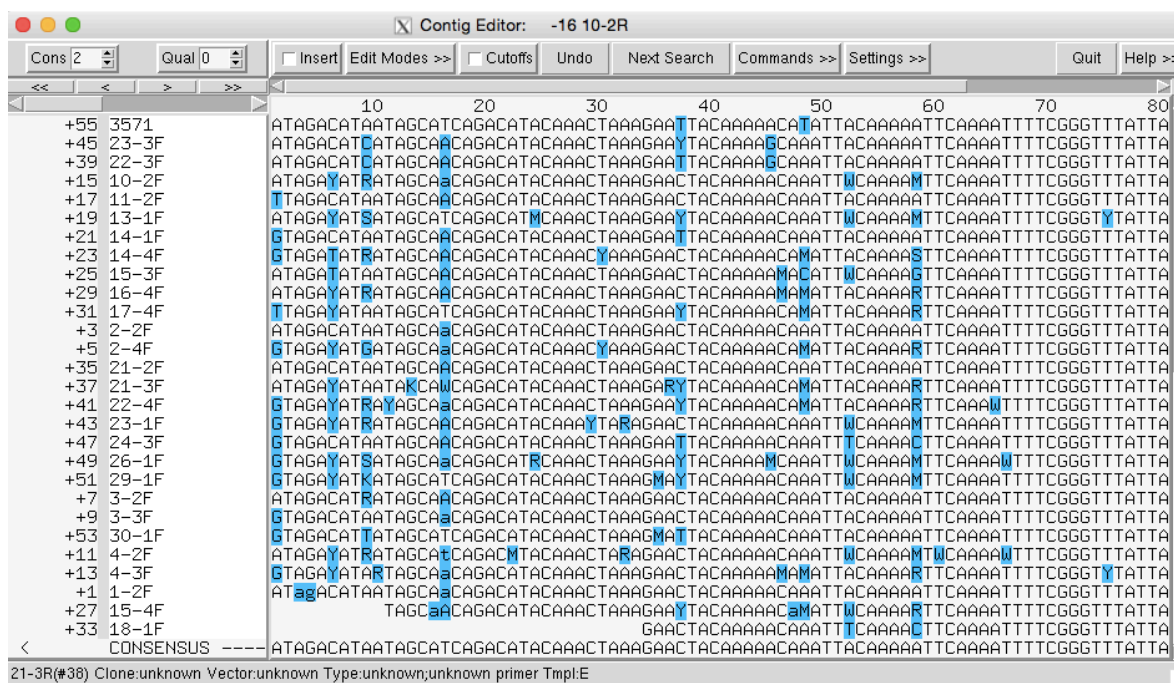 Contig Editor: -16 10-2R
Cons 2 Qual 0 Insert Edit Modes >> Cutoffs Undo Next Search Commands >> Settings >> Quit Help >>
<< < > >>
10 20 30 40 50 60 70 80
+55 3571 ATAGACATAATAGCATCAGACATACAAACTAAAGAATTACAAAAACATATTACAAAAATTCAAAATTTTCGGGTTTATTA
+45 23-3F ATAGACATCATAGCAACAGACATACAAACTAAAGAAYTACAAAAGCAAATTACAAAAATTCAAAATTTTCGGGTTTATTA
+39 22-3F ATAGACATCATAGCAACAGACATACAAACTAAAGAATTACAAAAGCAAATTACAAAAATTCAAAATTTTCGGGTTTATTA
+15 10-2F ATAGAYATRATAGCAaCAGACATACAAACTAAAGAACTACAAAAACAAATTWCAAAAMTTCAAAATTTTCGGGTTTATTA
+17 11-2F TTAGACATAATAGCAACAGACATACAAACTAAAGAACTACAAAAACAAATTACAAAAATTCAAAATTTTCGGGTTTATTA
+19 13-1F ATAGAYATSATAGCATCAGACATMCAAACTAAAGAAYTACAAAAACAAATTWCAAAAMTTCAAAATTTTCGGGTYTATTA
+21 14-1F GTAGACATAATAGCAACAGACATACAAACTAAAGAATTACAAAAACAAATTACAAAAATTCAAAATTTTCGGGTTTATTA
+23 14-4F GTAGATATRATAGCAACAGACATACAAACYAAAGAACTACAAAAACAMATTACAAAASTTCAAAATTTTCGGGTTTATTA
+25 15-3F ATAGATATAATAGCAACAGACATACAAACTAAAGAACTACAAAAAMACATTWCAAAAGTTCAAAATTTTCGGGTTTATTA
+29 16-4F ATAGAYATRATAGCAACAGACATACAAACTAAAGAACTACAAAAAMAMATTACAAAARTTCAAAATTTTCGGGTTTATTA
+31 17-4F TTAGAYATAATAGCATCAGACATACAAACTAAAGAAYTACAAAAACAMATTACAAAARTTCAAAATTTTCGGGTTTATTA
+3 2-2F ATAGACATAATAGCAaCAGACATACAAACTAAAGAACTACAAAAACAAATTACAAAAATTCAAAATTTTCGGGTTTATTA
+5 2-4F GTAGAYATGATAGCAaCAGACATACAAACYAAAGAACTACAAAAACAMATTACAAAARTTCAAAATTTTCGGGTTTATTA
+35 21-2F ATAGACATAATAGCAACAGACATACAAACTAAAGAACTACAAAAACAAATTACAAAAATTCAAAATTTTCGGGTTTATTA
+37 21-3F ATAGAYATAATAKCAWCAGACATACAAACTAAAGARYTACAAAAACAMATTACAAAARTTCAAAATTTTCGGGTTTATTA
+41 22-4F GTAGAYATRAYAGCAaCAGACATACAAACTAAAGAAYTACAAAAACAMATTACAAAARTTCAAAWTTTTCGGGTTTATTA
+43 23-1F GTAGAYATRATAGCAACAGACATACAAAYTARAGAACTACAAAAACAAATTWCAAAAMTTCAAAATTTTCGGGTTTATTA
+47 24-3F GTAGACATAATAGCAACAGACATACAAACTAAAGAATTACAAAAACAAATTTCAAAACTTCAAAATTTTCGGGTTTATTA
+49 26-1F GTAGAYATSATAGCAaCAGACATRCAAACTAAAGAAYTACAAAAMCAAATTWCAAAAMTTCAAAAWTTTCGGGTTTATTA
+51 29-1F GTAGAYATKATAGCATCAGACATACAAACTAAAGMAYTACAAAAACAAATTWCAAAAMTTCAAAATTTTCGGGTTTATTA
+7 3-2F ATAGACATRATAGCAACAGACATACAAACTAAAGAACTACAAAAACAAATTACAAAAATTCAAAATTTTCGGGTTTATTA
+9 3-3F GTAGACATAATAGCAaCAGACATACAAACTAAAGAACTACAAAAACAAATTACAAAAATTCAAAATTTTCGGGTTTATTA
+53 30-1F GTAGACATTATAGCATCAGACATACAAACTAAAGMATTACAAAAACAAATTACAAAAATTCAAAATTTTCGGGTTTATTA
+11 4-2F ATAGAYATRATAGCAtCAGACMTACAAACTARAGAACTACAAAAACAAATTWCAAAAMTWCAAAAWTTTCGGGTTTATTA
+13 4-3F GTAGAYATARTAGCAaCAGACATACAAACTAAAGAACTACAAAAAMAMATTACAAAARTTCAAAATTTTCGGGTYTATTA
+1 1-2F ATagACATAATAGCAaCAGACATACAAACTAAAGAACTACAAAAACAAATTACAAAAATTCAAAATTTTCGGGTTTATTA
+27 15-4F TAGCaACAGACATACAAACTAAAGAAYTACAAAAACaMATTWCAAAARTTCAAAATTTTCGGGTTTATTA
+33 18-1F GAACTACAAAAACAAATTTCAAAACTTCAAAATTTTCGGGTTTATTA
< CONSENSUS ---- ATAGACATAATAGCATCAGACATACAAACTAAAGAACTACAAAAACAAATTACAAAAATTCAAAATTTTCGGGTTTATTA
21-3R(#38) Clone:unknown Vector:unknown Type:unknown;unknown primer Tmpl:E